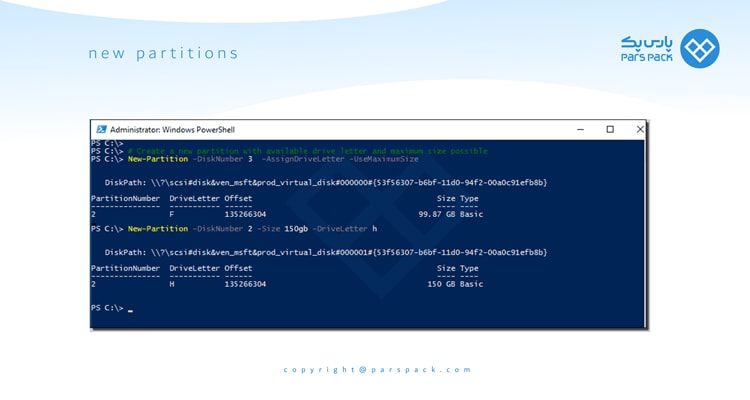 new partitions
پارس پک
PARS PACK
Administrator: Windows PowerShell
PS C:\>
PS C:\> # Create a new partition with available drive letter and maximum size possible
PS C:\> New-Partition -DiskNumber 3 -AssignDriveLetter -UseMaximumSize
DiskPath: \\?\scsi#disk&ven_msft&prod_virtual_disk#000000#{53f56307-b6bf-11d0-94f2-00a0c91efb8b}
PartitionNumber DriveLetter Offset Size Type
--------------- ----------- ------ ---- ----
2 F 135266304 99.87 GB Basic
PS C:\> New-Partition -DiskNumber 2 -Size 150gb -DriveLetter h
DiskPath: \\?\scsi#disk&ven_msft&prod_virtual_disk#000001#{53f56307-b6bf-11d0-94f2-00a0c91efb8b}
PartitionNumber DriveLetter Offset Size Type
--------------- ----------- ------ ---- ----
2 H 135266304 150 GB Basic
PS C:\> _
copyright@parspack.com